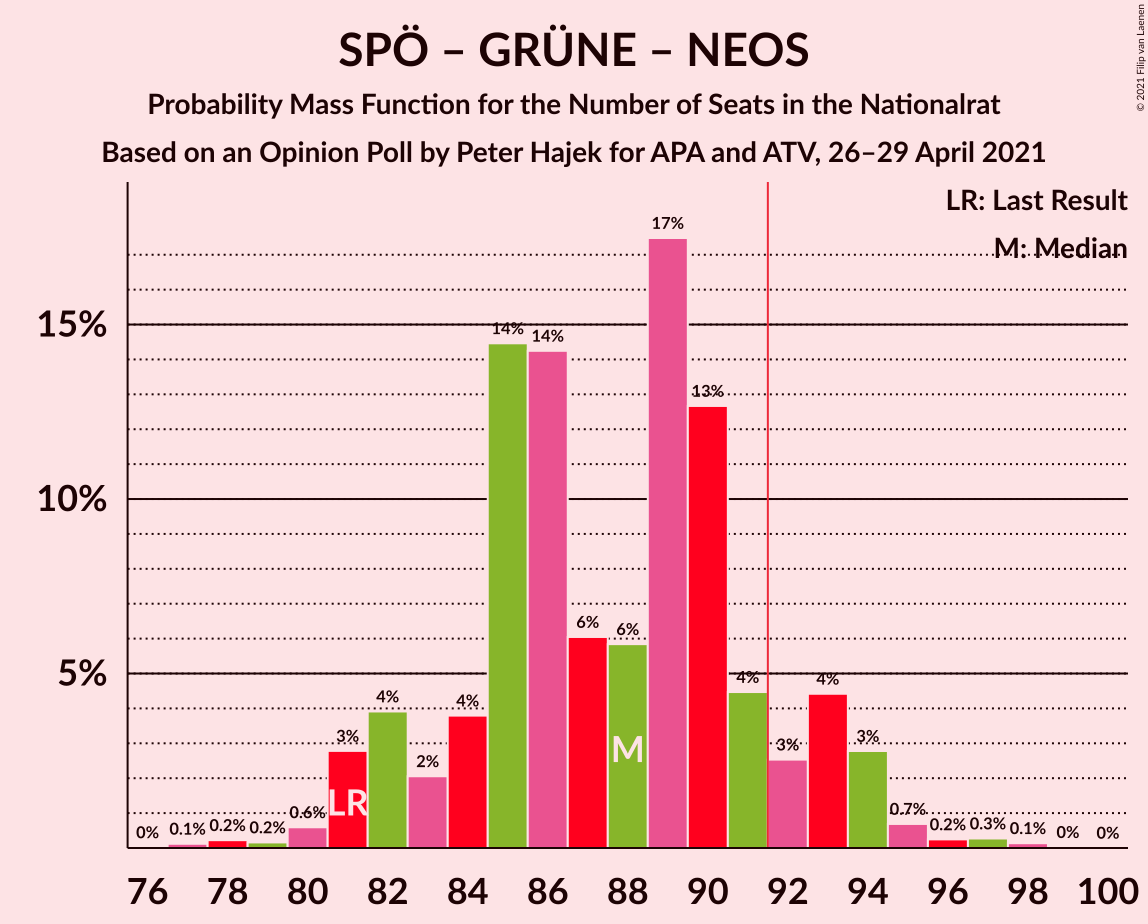 SPÖ – GRÜNE – NEOS
Probability Mass Function for the Number of Seats in the Nationalrat
Based on an Opinion Poll by Peter Hajek for APA and ATV, 26–29 April 2021
© 2021 Filip van Laenen
LR: Last Result
M: Median
15%
10%
5%
0% 0.1% 0.2% 0.2% 0.6% 3% 4% 2% 4% 14% 14% 6% 6% 17% 13% 4% 3% 4% 3% 0.7% 0.2% 0.3% 0.1% 0% 0%
LR
M
76 78 80 82 84 86 88 90 92 94 96 98 100